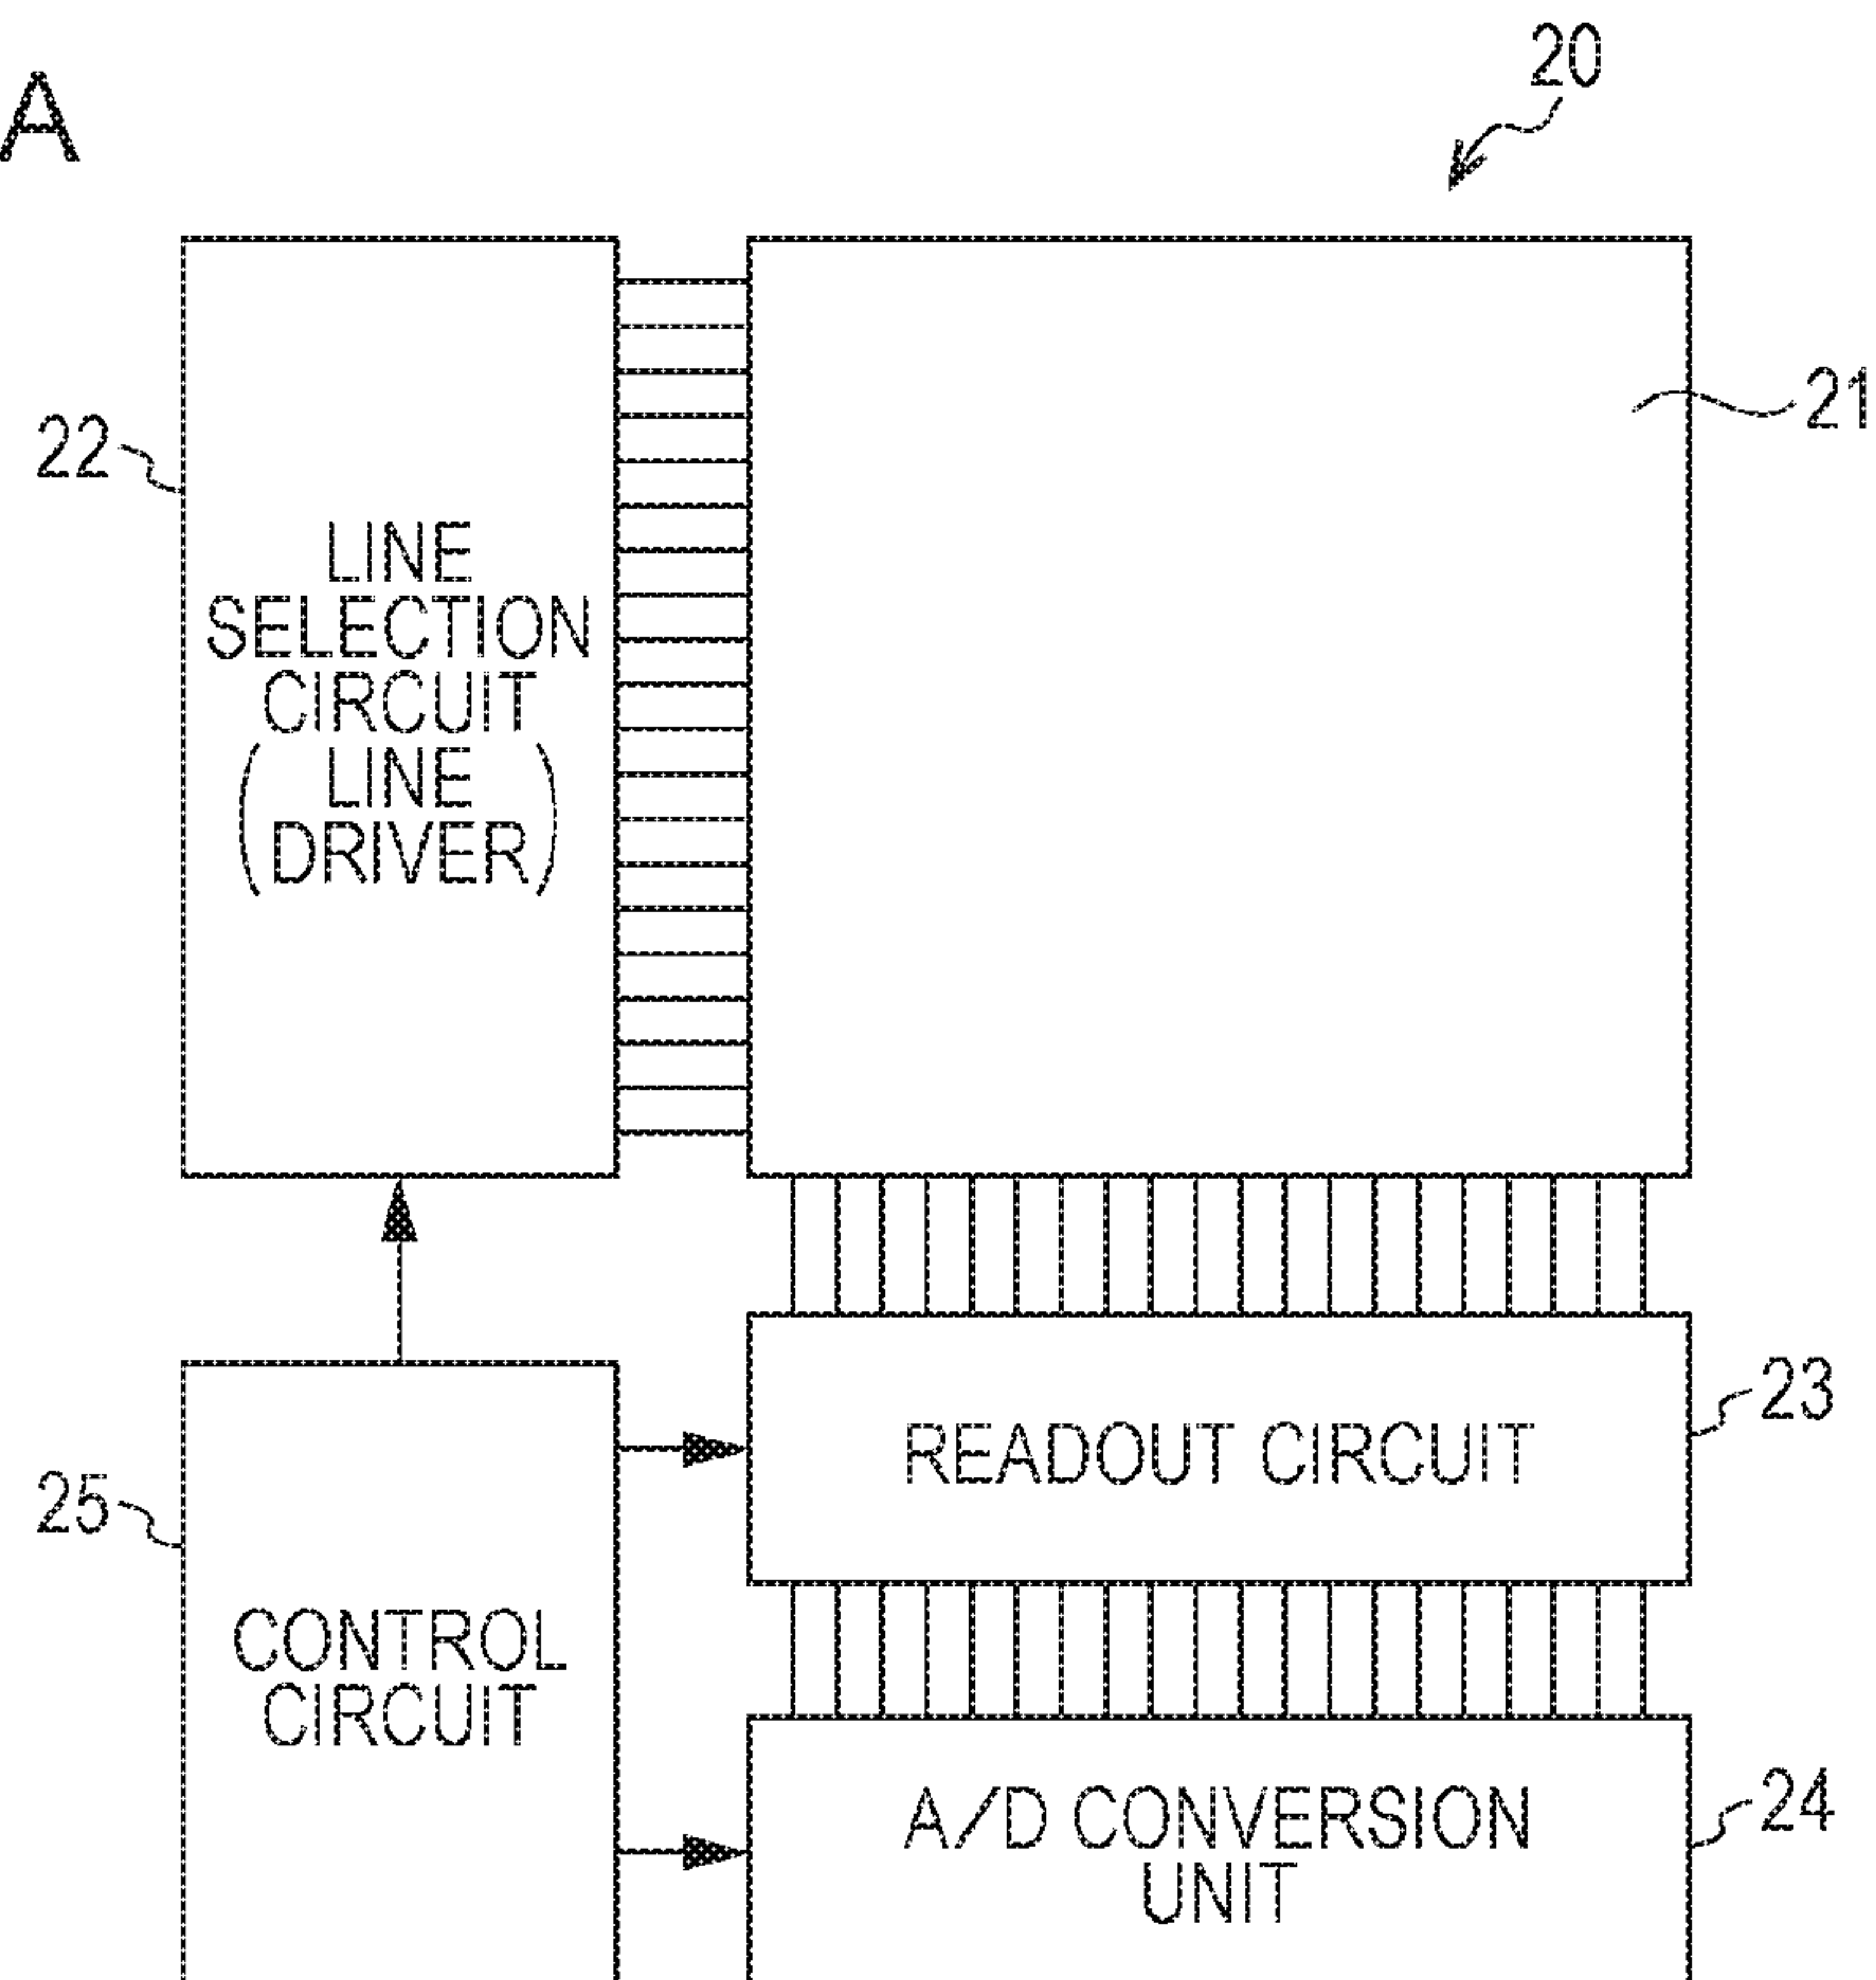 A
20
21
22
LINE
SELECTION
CIRCUIT
(LINE
DRIVER)
23
READOUT CIRCUIT
25
CONTROL
CIRCUIT
24
A/D CONVERSION
UNIT